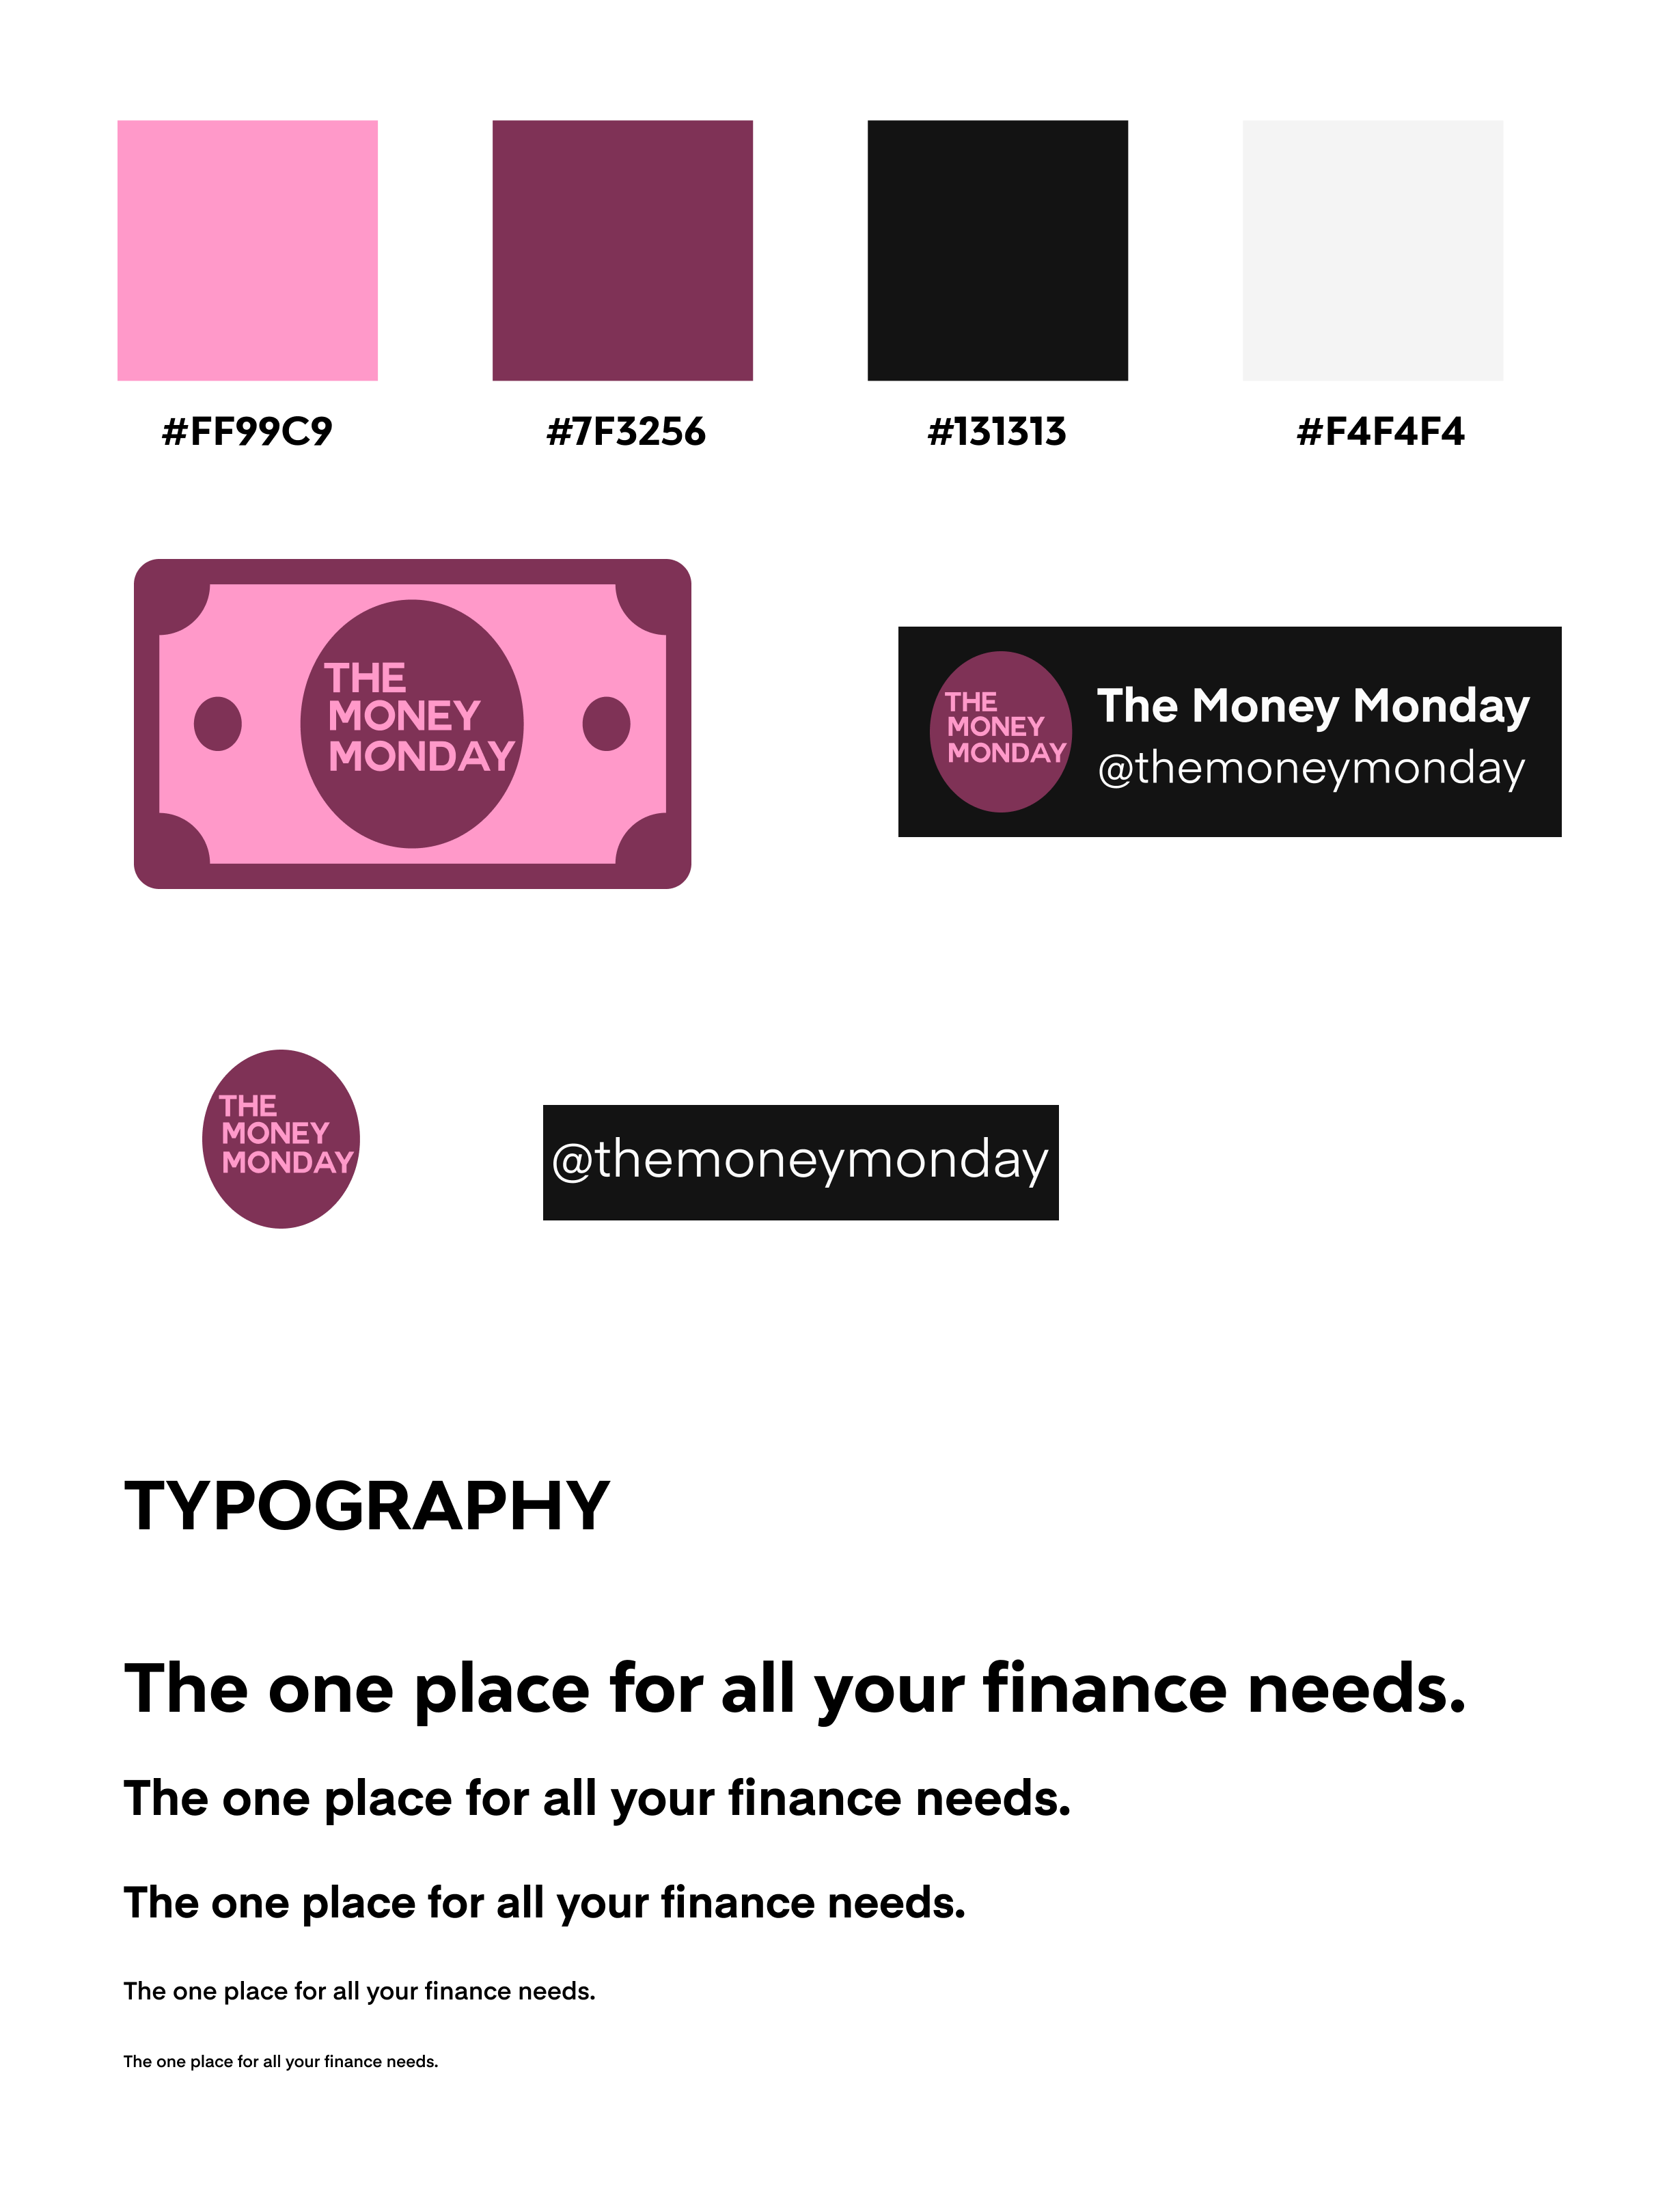 #FF99C9
#7F3256
#131313
#F4F4F4
THE
MONEY
MONDAY
THE
MONEY
MONDAY
The Money Monday
@themoneymonday
THE
MONEY
MONDAY
@themoneymonday
TYPOGRAPHY
The one place for all your finance needs.
The one place for all your finance needs.
The one place for all your finance needs.
The one place for all your finance needs.
The one place for all your finance needs.